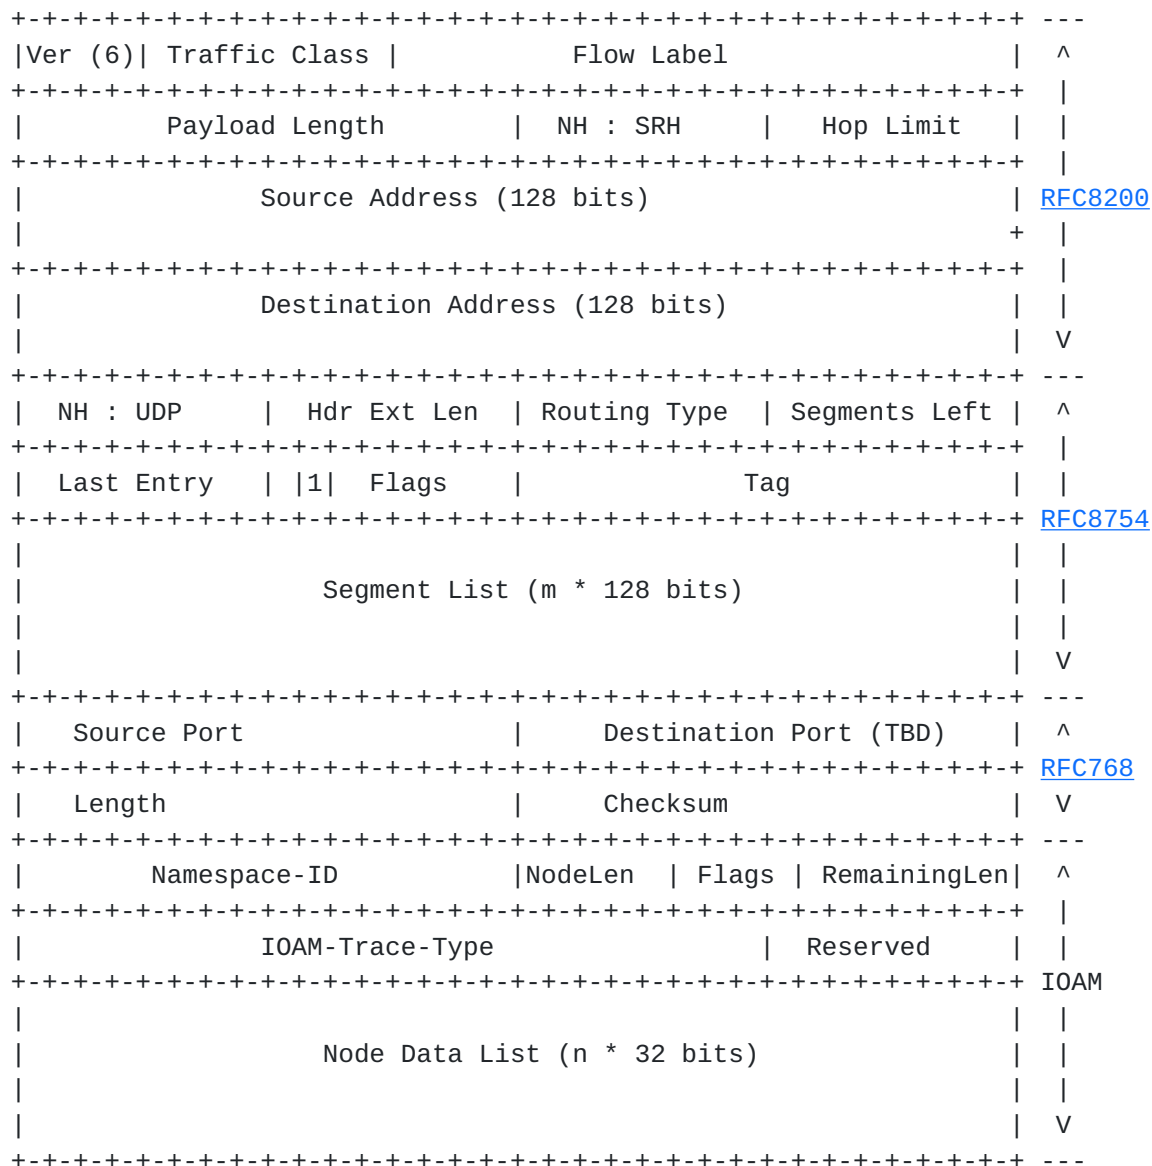 +-+-+-+-+-+-+-+-+-+-+-+-+-+-+-+-+-+-+-+-+-+-+-+-+-+-+-+-+-+-+-+-+ ---
|Ver (6)| Traffic Class |           Flow Label                  |  ^
+-+-+-+-+-+-+-+-+-+-+-+-+-+-+-+-+-+-+-+-+-+-+-+-+-+-+-+-+-+-+-+-+  |
|         Payload Length        |  NH : SRH     |   Hop Limit   |  |
+-+-+-+-+-+-+-+-+-+-+-+-+-+-+-+-+-+-+-+-+-+-+-+-+-+-+-+-+-+-+-+-+  |
|               Source Address (128 bits)                       | RFC8200
|                                                               +  |
+-+-+-+-+-+-+-+-+-+-+-+-+-+-+-+-+-+-+-+-+-+-+-+-+-+-+-+-+-+-+-+-+  |
|               Destination Address (128 bits)                  |  |
|                                                               |  V
+-+-+-+-+-+-+-+-+-+-+-+-+-+-+-+-+-+-+-+-+-+-+-+-+-+-+-+-+-+-+-+-+ ---
|  NH : UDP     |  Hdr Ext Len  | Routing Type  | Segments Left |  ^
+-+-+-+-+-+-+-+-+-+-+-+-+-+-+-+-+-+-+-+-+-+-+-+-+-+-+-+-+-+-+-+-+  |
|  Last Entry   | |1|  Flags    |              Tag              |  |
+-+-+-+-+-+-+-+-+-+-+-+-+-+-+-+-+-+-+-+-+-+-+-+-+-+-+-+-+-+-+-+-+ RFC8754
|                                                               |  |
|                   Segment List (m * 128 bits)                 |  |
|                                                               |  |
|                                                               |  V
+-+-+-+-+-+-+-+-+-+-+-+-+-+-+-+-+-+-+-+-+-+-+-+-+-+-+-+-+-+-+-+-+ ---
|   Source Port                 |     Destination Port (TBD)    |  ^
+-+-+-+-+-+-+-+-+-+-+-+-+-+-+-+-+-+-+-+-+-+-+-+-+-+-+-+-+-+-+-+-+ RFC768
|   Length                      |     Checksum                  |  V
+-+-+-+-+-+-+-+-+-+-+-+-+-+-+-+-+-+-+-+-+-+-+-+-+-+-+-+-+-+-+-+-+ ---
|        Namespace-ID           |NodeLen  | Flags | RemainingLen|  ^
+-+-+-+-+-+-+-+-+-+-+-+-+-+-+-+-+-+-+-+-+-+-+-+-+-+-+-+-+-+-+-+-+  |
|               IOAM-Trace-Type                 |  Reserved     |  |
+-+-+-+-+-+-+-+-+-+-+-+-+-+-+-+-+-+-+-+-+-+-+-+-+-+-+-+-+-+-+-+-+ IOAM
|                                                               |  |
|                   Node Data List (n * 32 bits)                |  |
|                                                               |  |
|                                                               |  V
+-+-+-+-+-+-+-+-+-+-+-+-+-+-+-+-+-+-+-+-+-+-+-+-+-+-+-+-+-+-+-+-+ ---